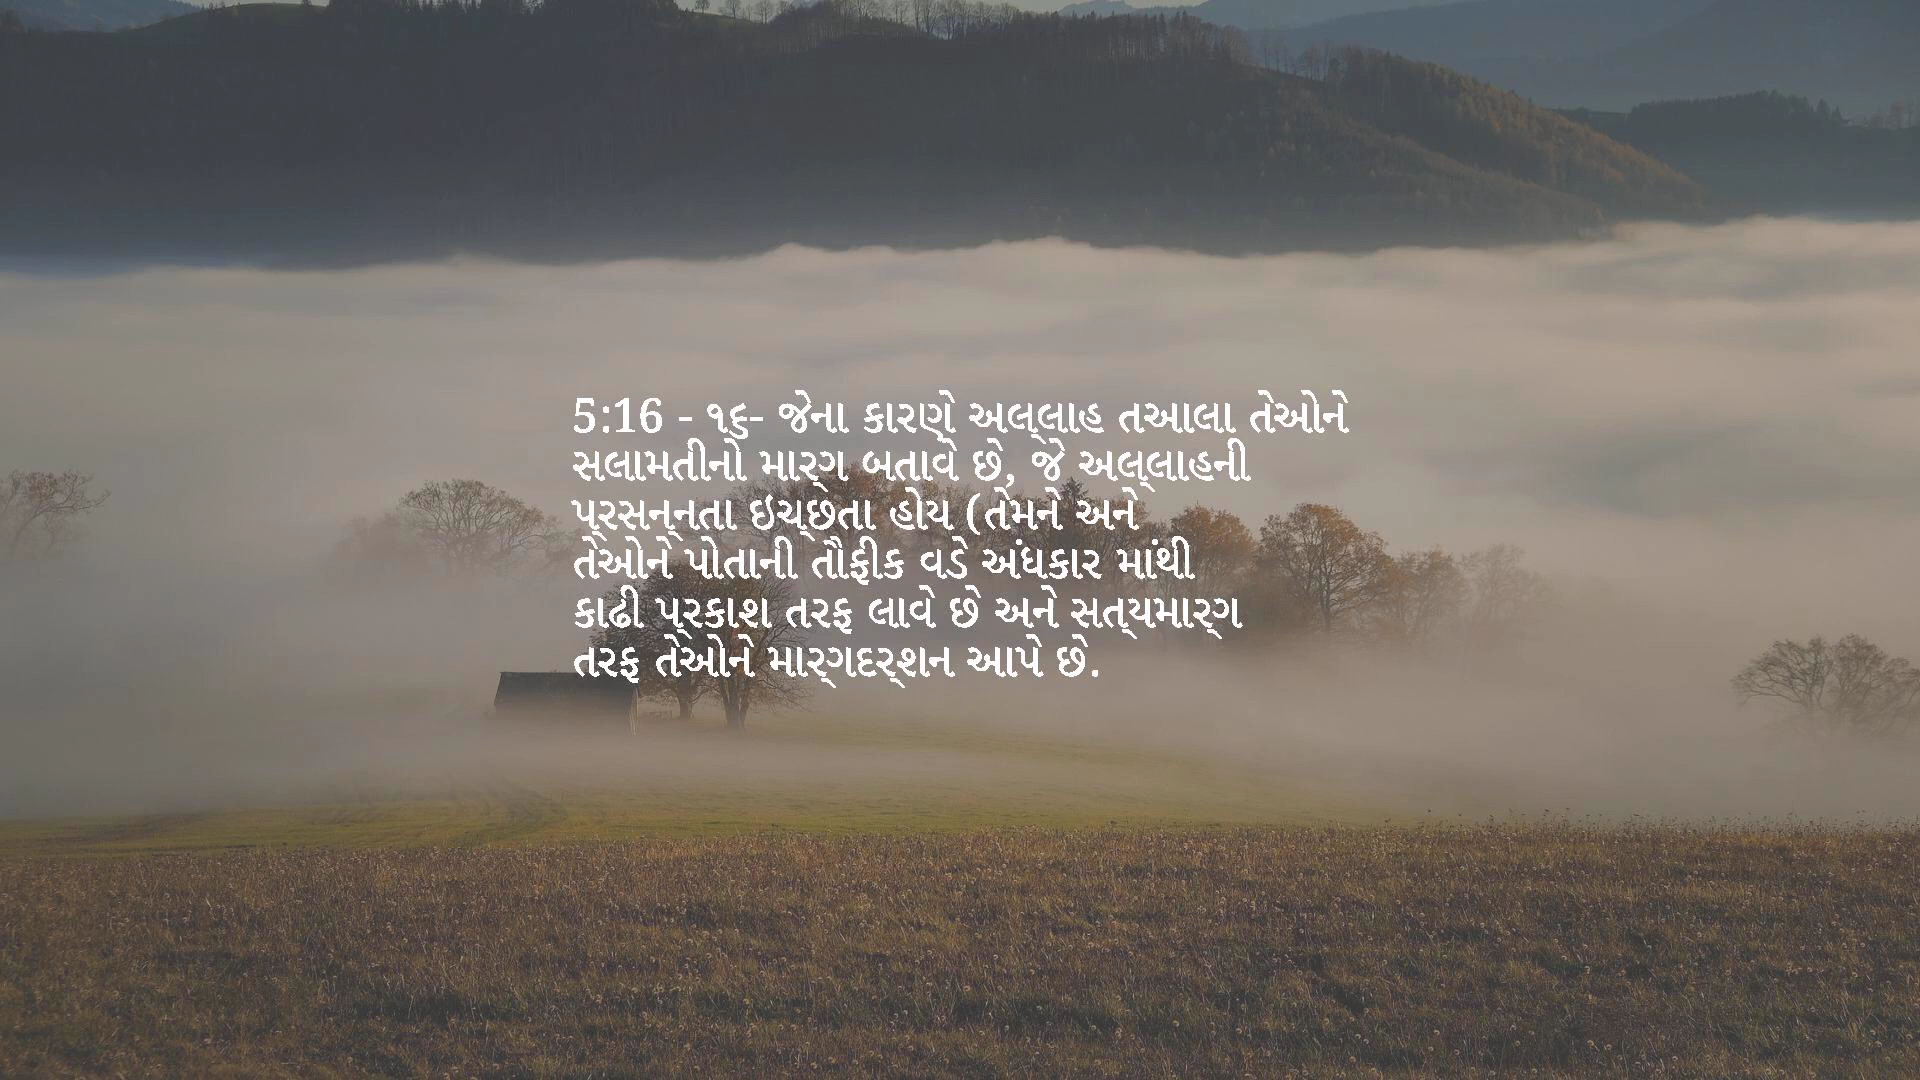 5:16 - ૧૬- જેના કારણે અલ્લાહ તઆલા તેઓને
સલામતીનો માર્ગ બતાવે છે, જે અલ્લાહની
પ્રસન્નતા ઇચ્છતા હોય (તેમને અને
તેઓને પોતાની તૌફીક વડે અંધકાર માંથી
કાઢી પ્રકાશ તરફ લાવે છે અને સત્યમાર્ગ
તરફ તેઓને માર્ગદર્શન આપે છે.